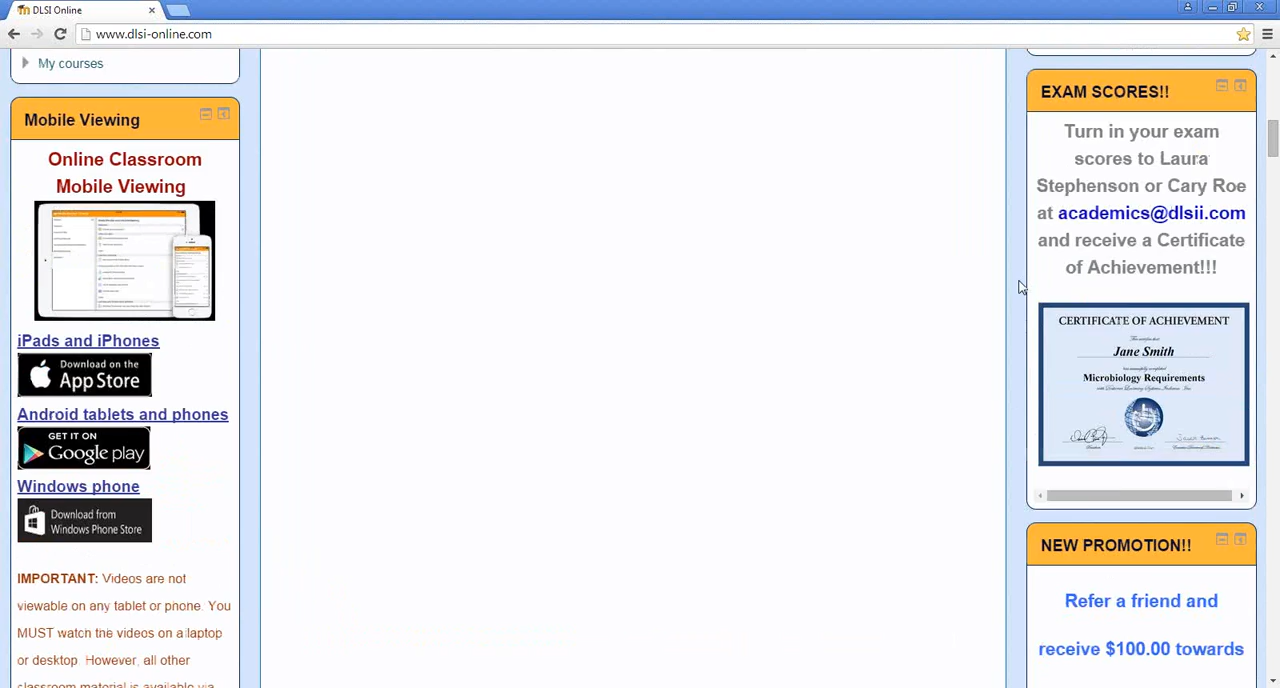 DLSI Online
www.dlsi-online.com
My courses
Mobile Viewing
Online Classroom
Mobile Viewing
iPads and iPhones
Download on the
App Store
Android tablets and phones
GET IT ON
Google play
Windows phone
Download from
Windows Phone Store
IMPORTANT: Videos are not
viewable on any tablet or phone. You
MUST watch the videos on a laptop
or desktop. However, all other
classroom material is available via
EXAM SCORES!!
Turn in your exam
scores to Laura
Stephenson or Cary Roe
at academics@dlsii.com
and receive a Certificate
of Achievement!!!
CERTIFICATE OF ACHIEVEMENT
Jane Smith
Microbiology Requirements
NEW PROMOTION!!
Refer a friend and
receive $100.00 towards